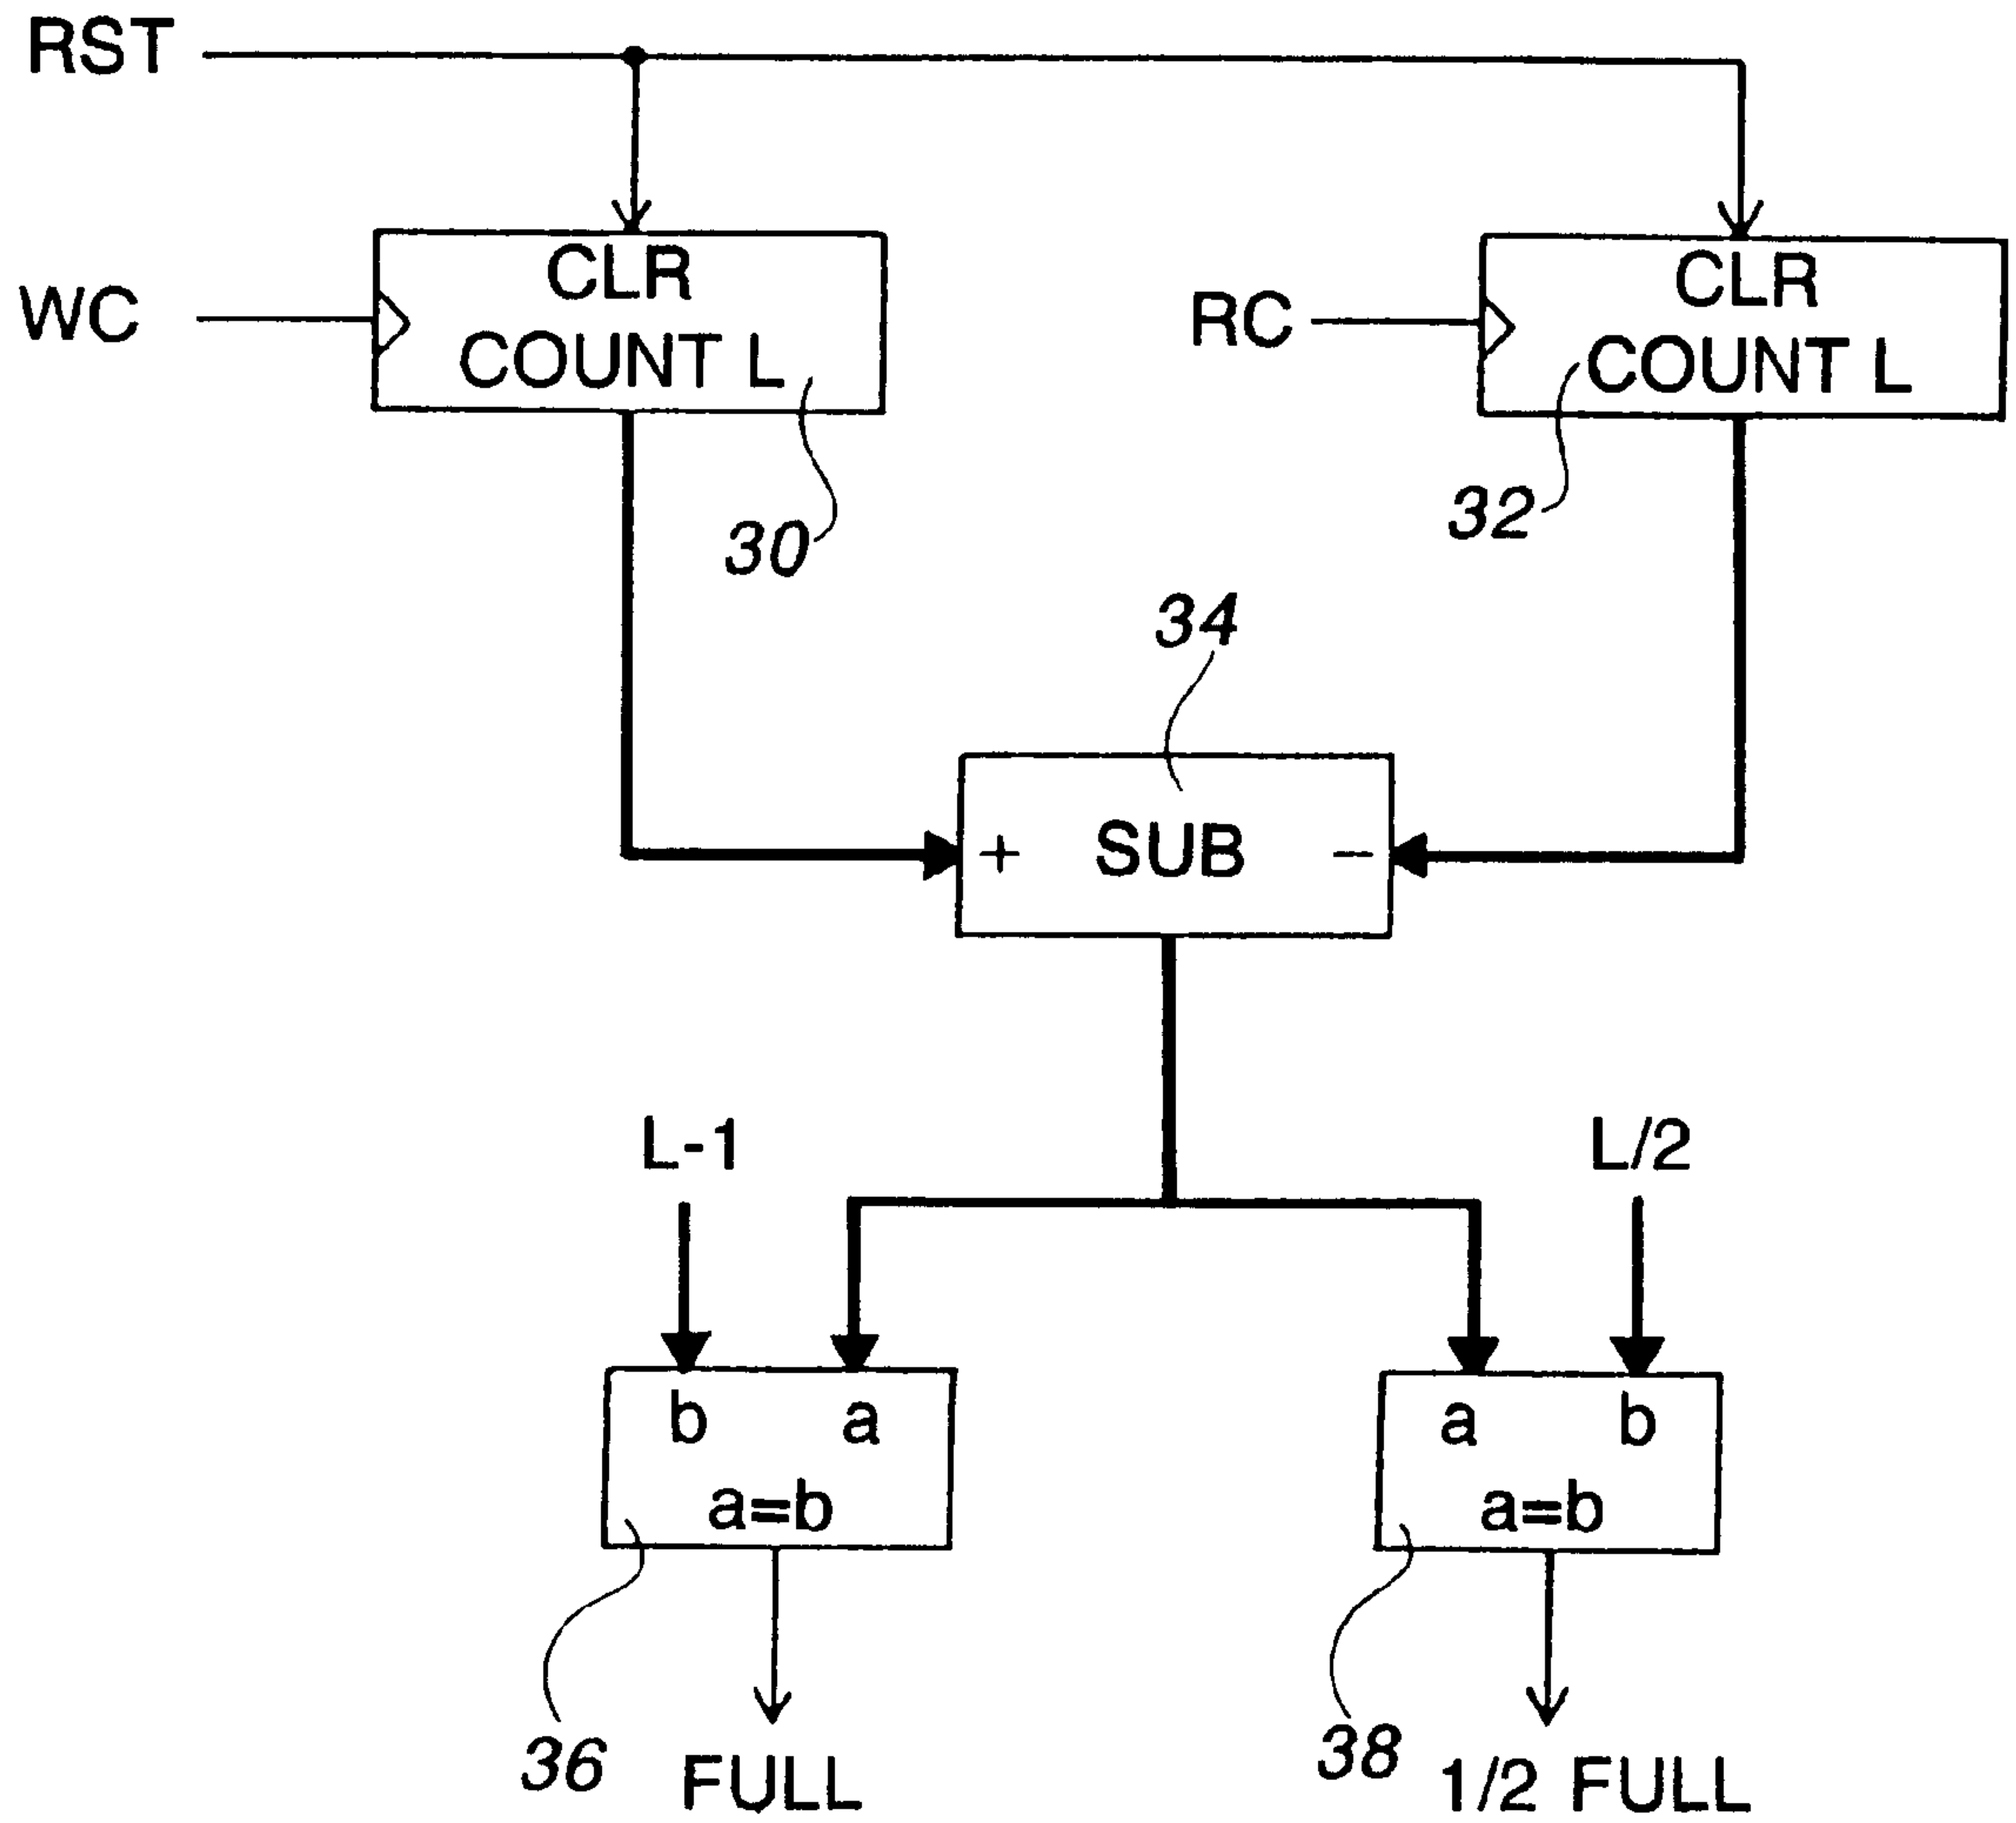 RST
CLR
COUNT L
WC
30
CLR
COUNT L
RC
32
34
+ SUB −
L-1
L/2
b a
a=b
a b
a=b
36
FULL
38
1/2 FULL